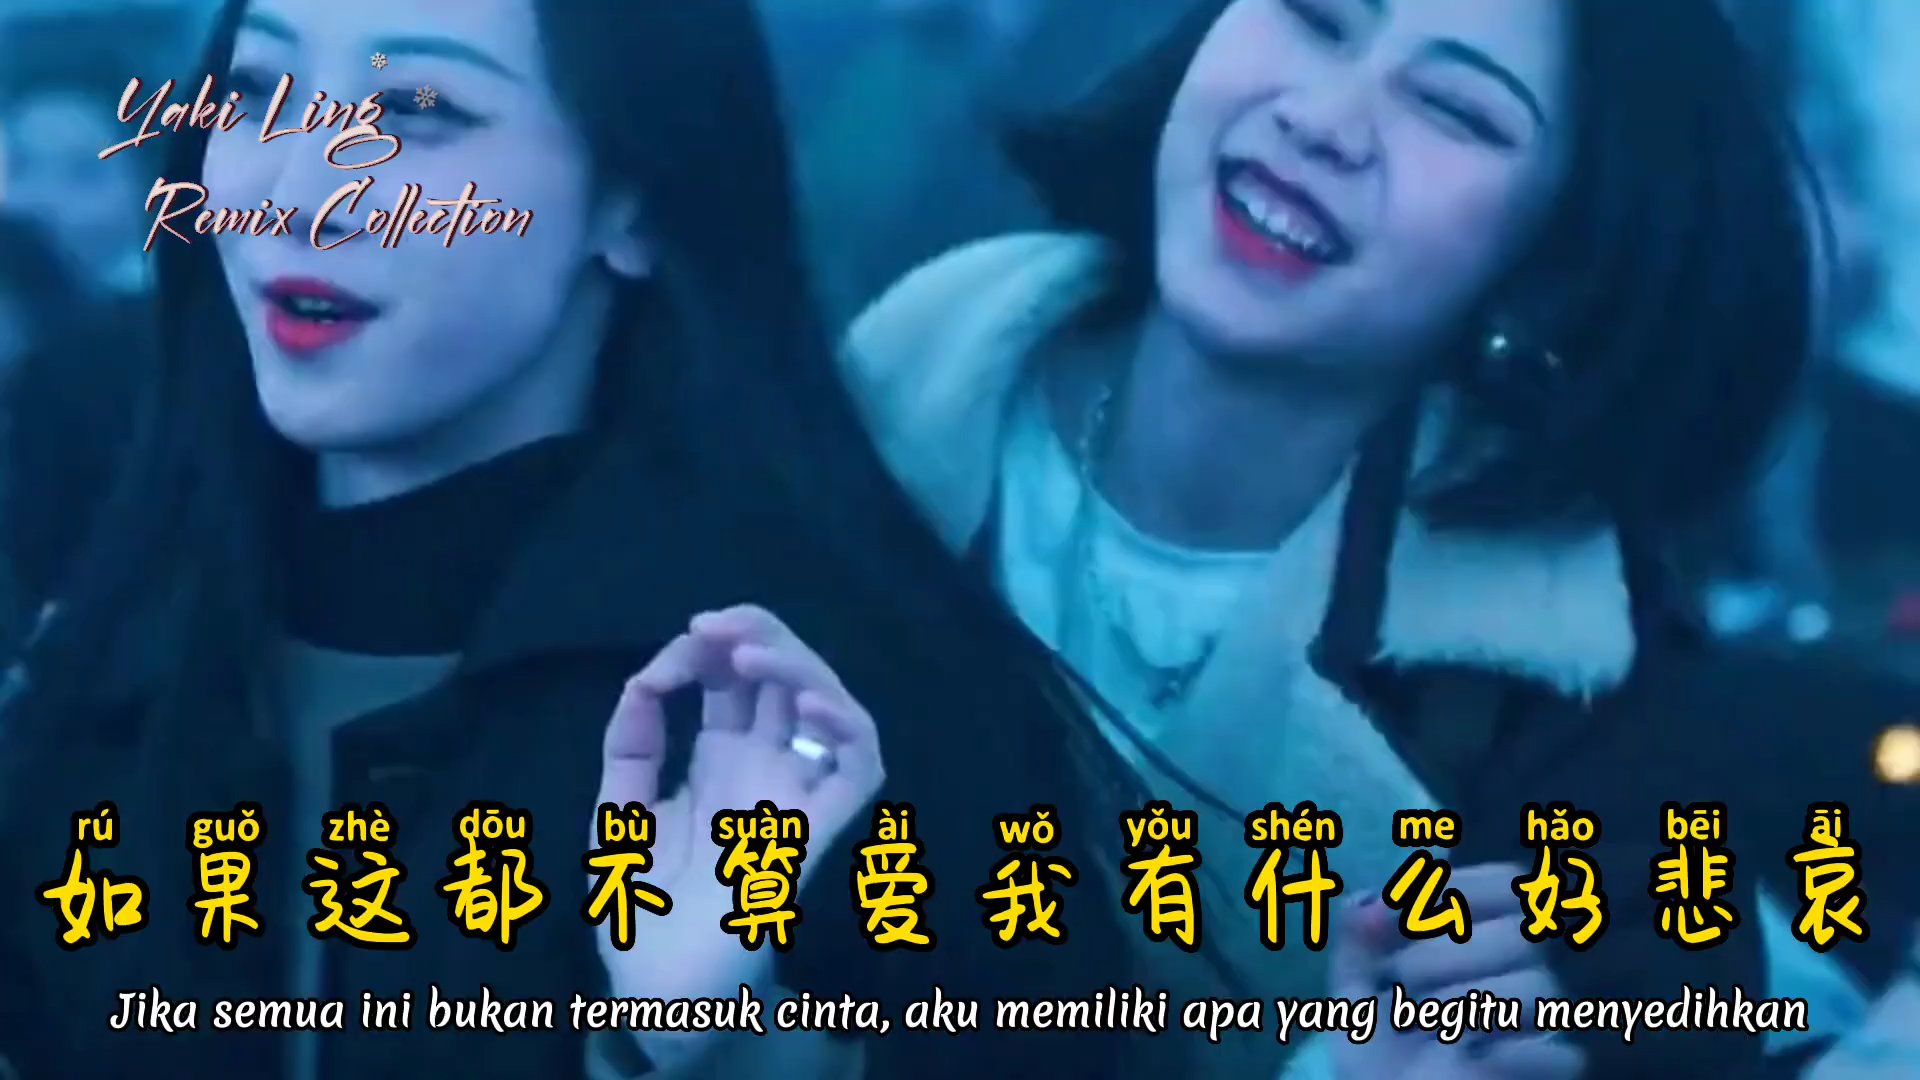 Yaki Ling
Remix Collection
rú guǒ zhè dōu bù suàn ài wǒ yǒu shén me hǎo bēi āi
如果这都不算爱我有什么好悲哀
Jika semua ini bukan termasuk cinta, aku memiliki apa yang begitu menyedihkan